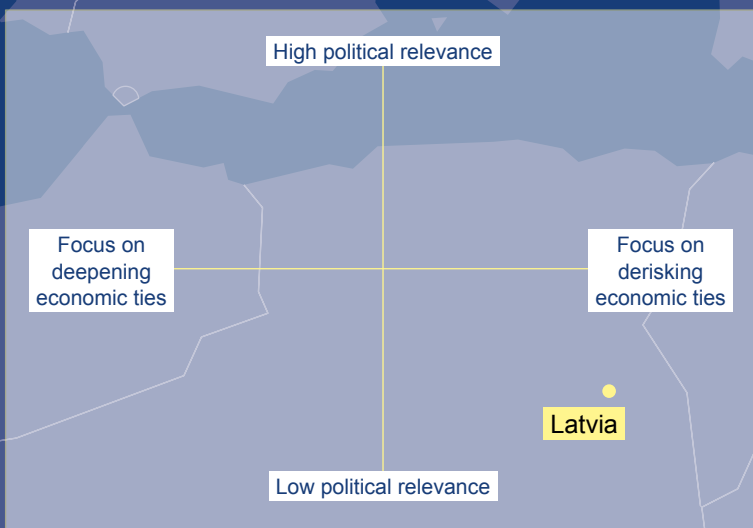 High political relevance
Focus on
deepening
economic ties
Focus on
derisking
economic ties
Latvia
Low political relevance